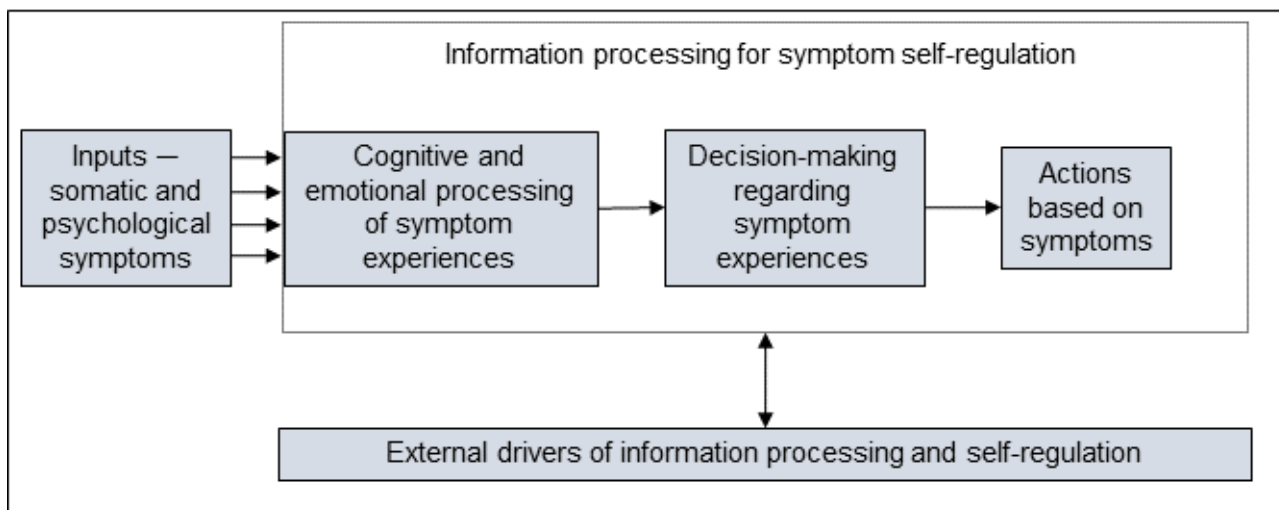 Information processing for symptom self-regulation
Inputs —
somatic and
psychological
symptoms
Cognitive and
emotional processing
of symptom
experiences
Decision-making
regarding
symptom
experiences
Actions
based on
symptoms
External drivers of information processing and self-regulation